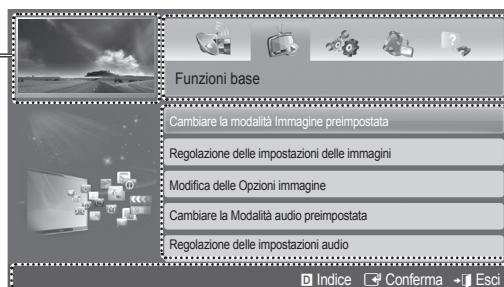 Funzioni base
Cambiare la modalità Immagine preimpostata
Regolazione delle impostazioni delle immagini
Modifica delle Opzioni immagine
Cambiare la Modalità audio preimpostata
Regolazione delle impostazioni audio
D Indice Conferma Esci